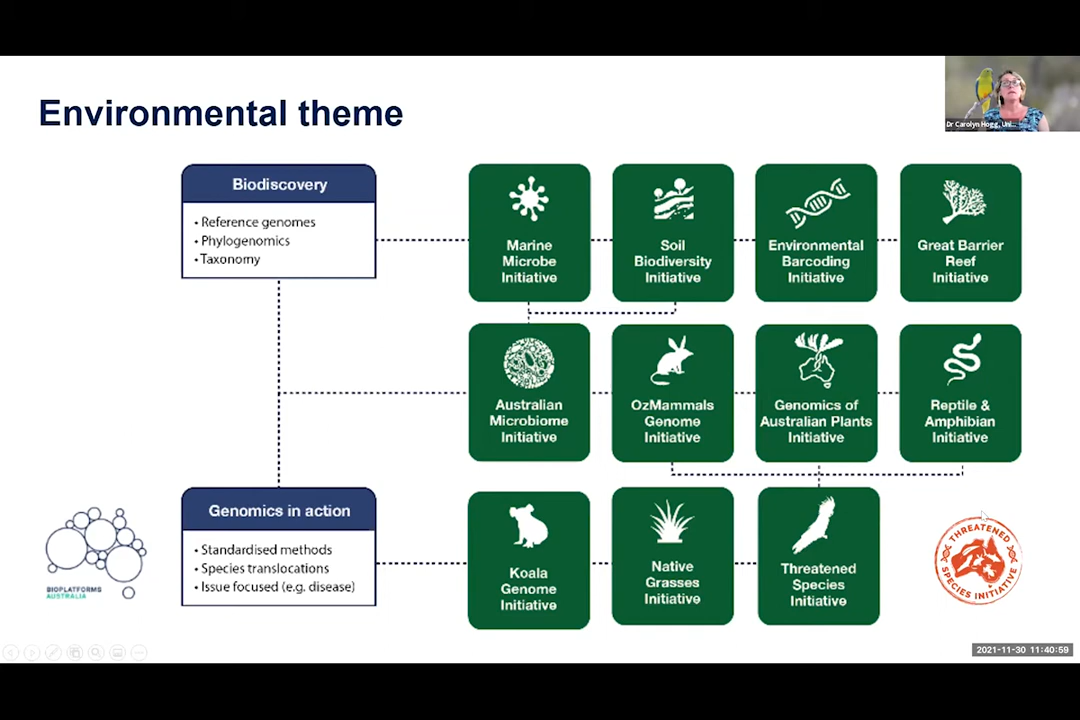 Environmental theme
Dr Carolyn Hogg, Uni...
Biodiscovery
• Reference genomes
• Phylogenomics
• Taxonomy
Marine
Microbe
Initiative
Soil
Biodiversity
Initiative
Environmental
Barcoding
Initiative
Great Barrier
Reef
Initiative
Australian
Microbiome
Initiative
OzMammals
Genome
Initiative
Genomics of
Australian Plants
Initiative
Reptile &
Amphibian
Initiative
Genomics in action
• Standardised methods
• Species translocations
• Issue focused (e.g. disease)
Koala
Genome
Initiative
Native
Grasses
Initiative
Threatened
Species
Initiative
BIOPLATFORMS
AUSTRALIA
THREATENED
SPECIES INITIATIVE
2021-11-30 11:40:59